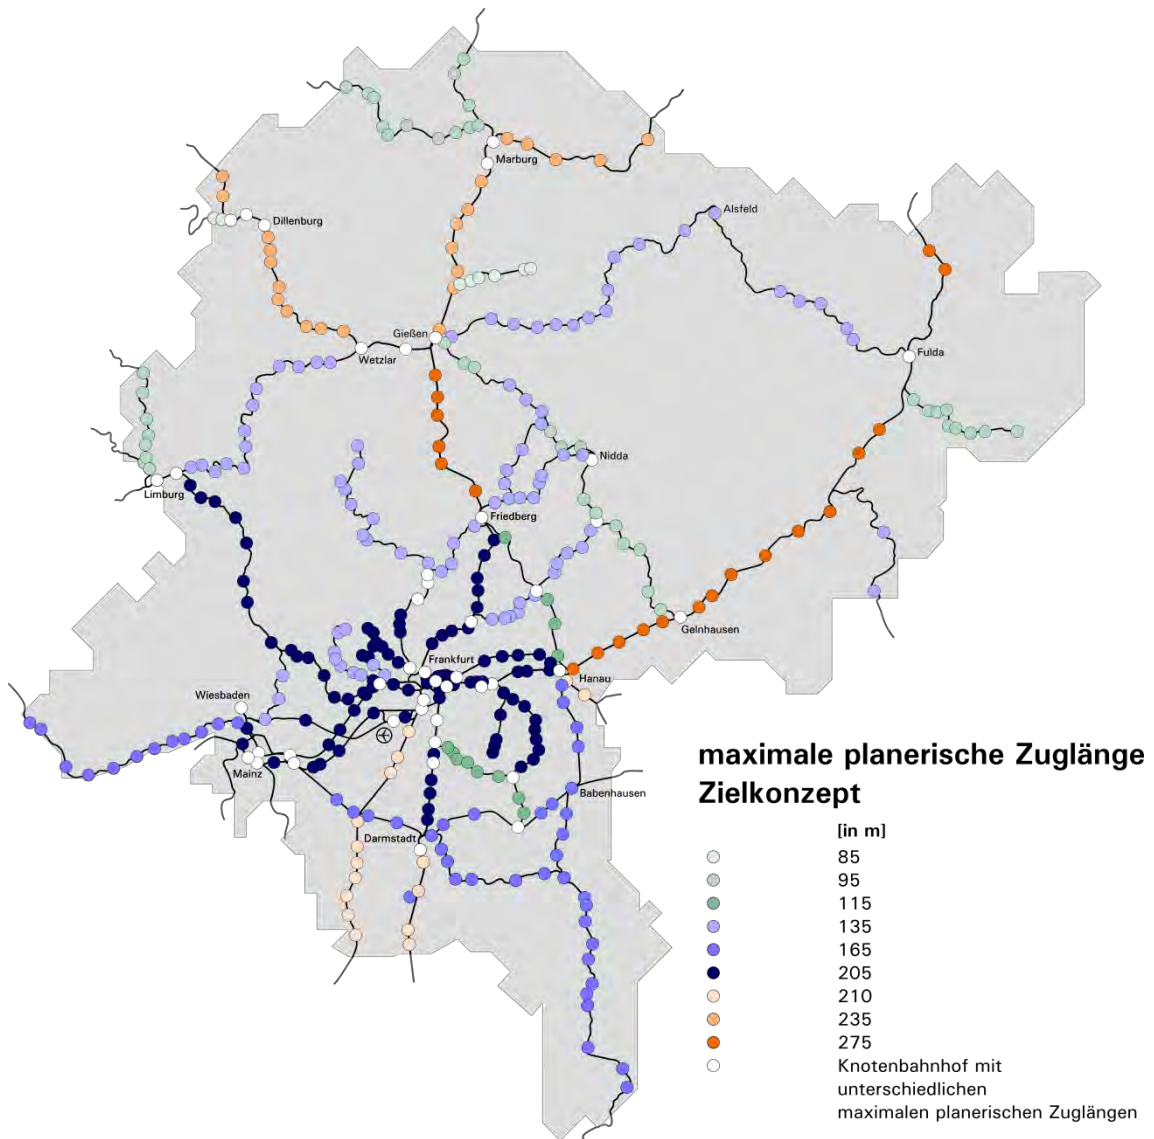 Marburg
Alsfeld
Dillenburg
Gießen
Wetzlar
Fulda
Nidda
Limburg
Friedberg
Gelnhausen
Frankfurt
Hanau
Wiesbaden
Mainz
Babenhausen
Darmstadt
maximale planerische Zuglänge
Zielkonzept
[in m]
85
95
115
135
165
205
210
235
275
Knotenbahnhof mit
unterschiedlichen
maximalen planerischen Zuglängen